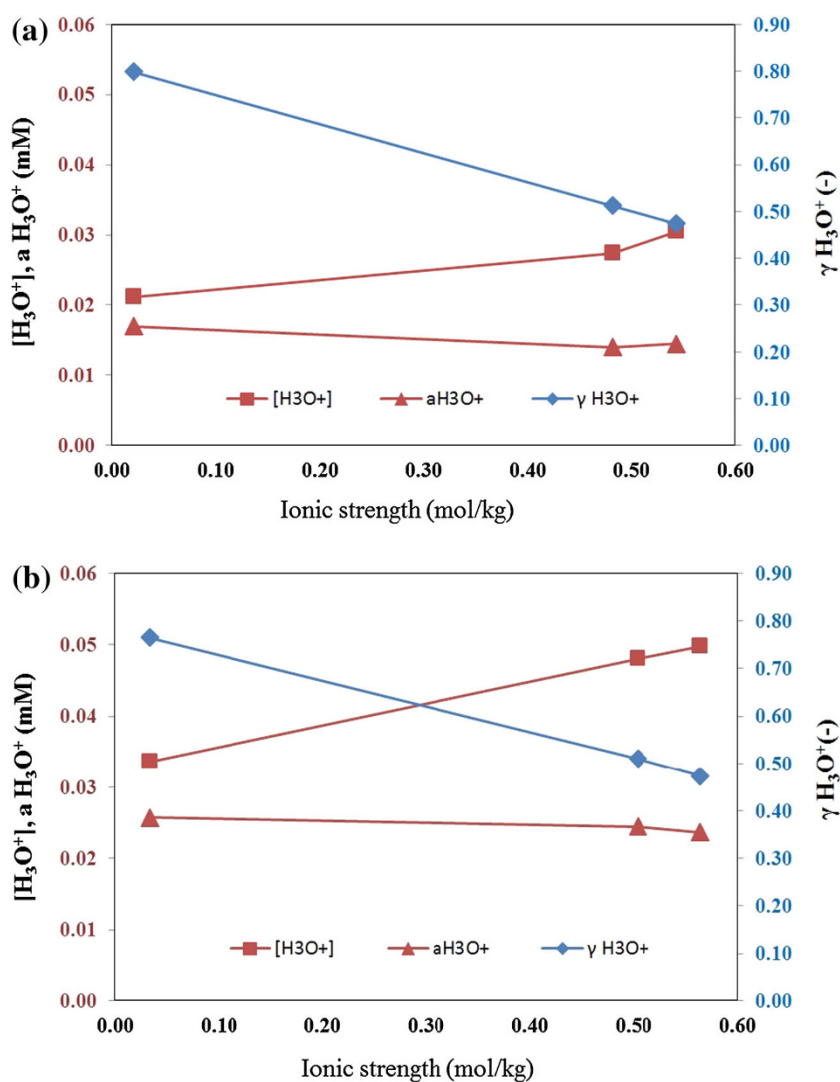 (a)
0.06
0.05
0.04
0.03
0.02
0.01
0.00
[H₃O⁺], a H₃O⁺ (mM)
0.90
0.80
0.70
0.60
0.50
0.40
0.30
0.20
0.10
0.00
γ H₃O⁺ (-)
[H3O+] aH3O+ γ H3O+
0.00 0.10 0.20 0.30 0.40 0.50 0.60
Ionic strength (mol/kg)
(b)
0.06
0.05
0.04
0.03
0.02
0.01
0.00
[H₃O⁺], a H₃O⁺ (mM)
0.90
0.80
0.70
0.60
0.50
0.40
0.30
0.20
0.10
0.00
γ H₃O⁺(-)
[H3O+] aH3O+ γ H3O+
0.00 0.10 0.20 0.30 0.40 0.50 0.60
Ionic strength (mol/kg)